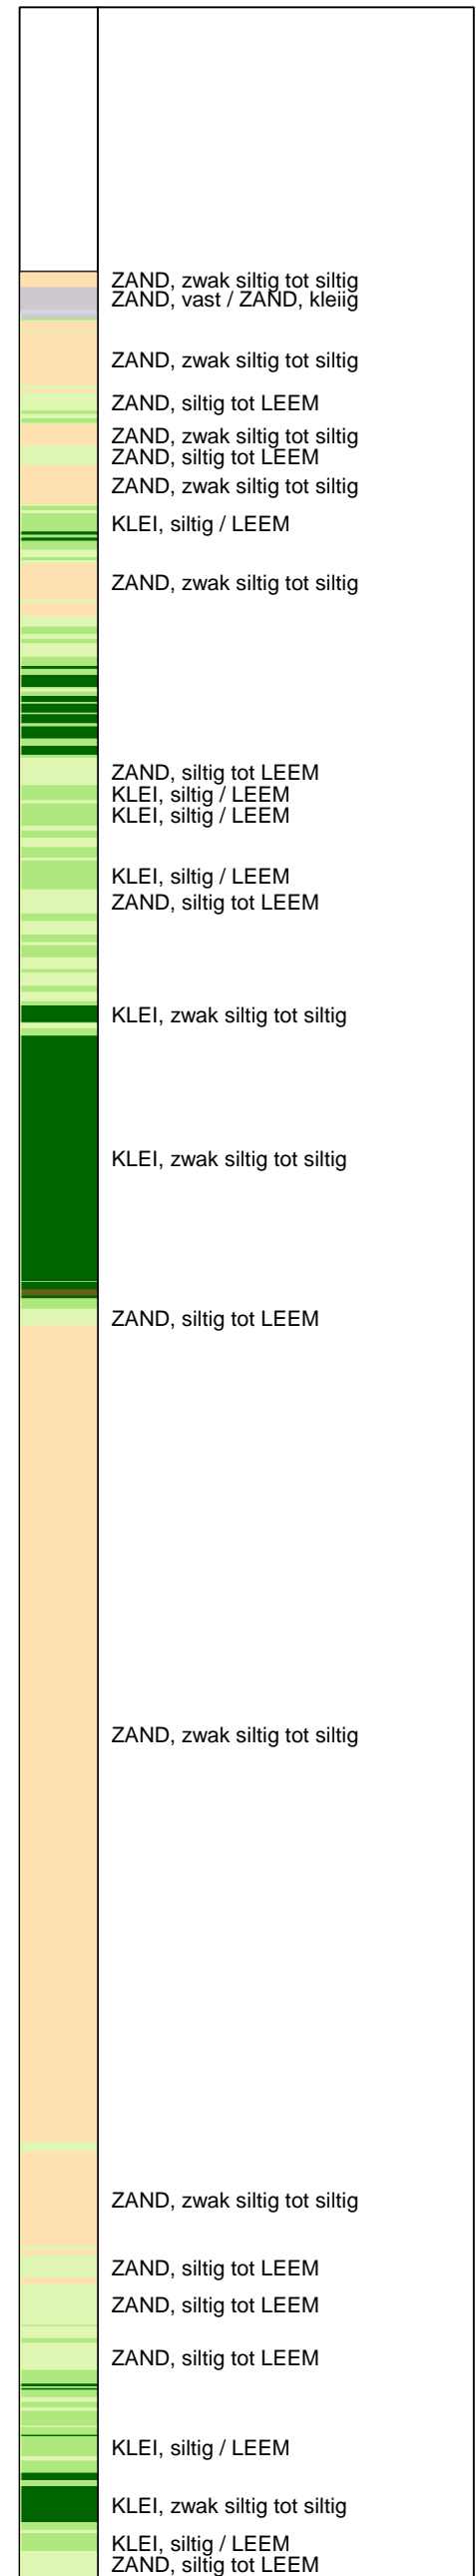 ZAND, zwak siltig tot siltig
ZAND, vast / ZAND, kleiig
ZAND, zwak siltig tot siltig
ZAND, siltig tot LEEM
ZAND, zwak siltig tot siltig
ZAND, siltig tot LEEM
ZAND, zwak siltig tot siltig
KLEI, siltig / LEEM
ZAND, zwak siltig tot siltig
ZAND, siltig tot LEEM
KLEI, siltig / LEEM
KLEI, siltig / LEEM
KLEI, siltig / LEEM
ZAND, siltig tot LEEM
KLEI, zwak siltig tot siltig
KLEI, zwak siltig tot siltig
ZAND, siltig tot LEEM
ZAND, zwak siltig tot siltig
ZAND, zwak siltig tot siltig
ZAND, siltig tot LEEM
ZAND, siltig tot LEEM
ZAND, siltig tot LEEM
KLEI, siltig / LEEM
KLEI, zwak siltig tot siltig
KLEI, siltig / LEEM
ZAND, siltig tot LEEM